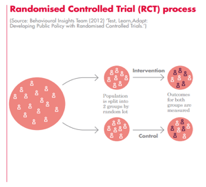 Randomised Controlled Trial (RCT) process
(Source: Behavioural Insights Team (2012) "Test, Learn, Adapt
Developing Public Policy with Randomised Controlled Trials.")
Intervention
Population
is split into
2 groups by
random lot
Outcomes
for both
groups are
measured
Control